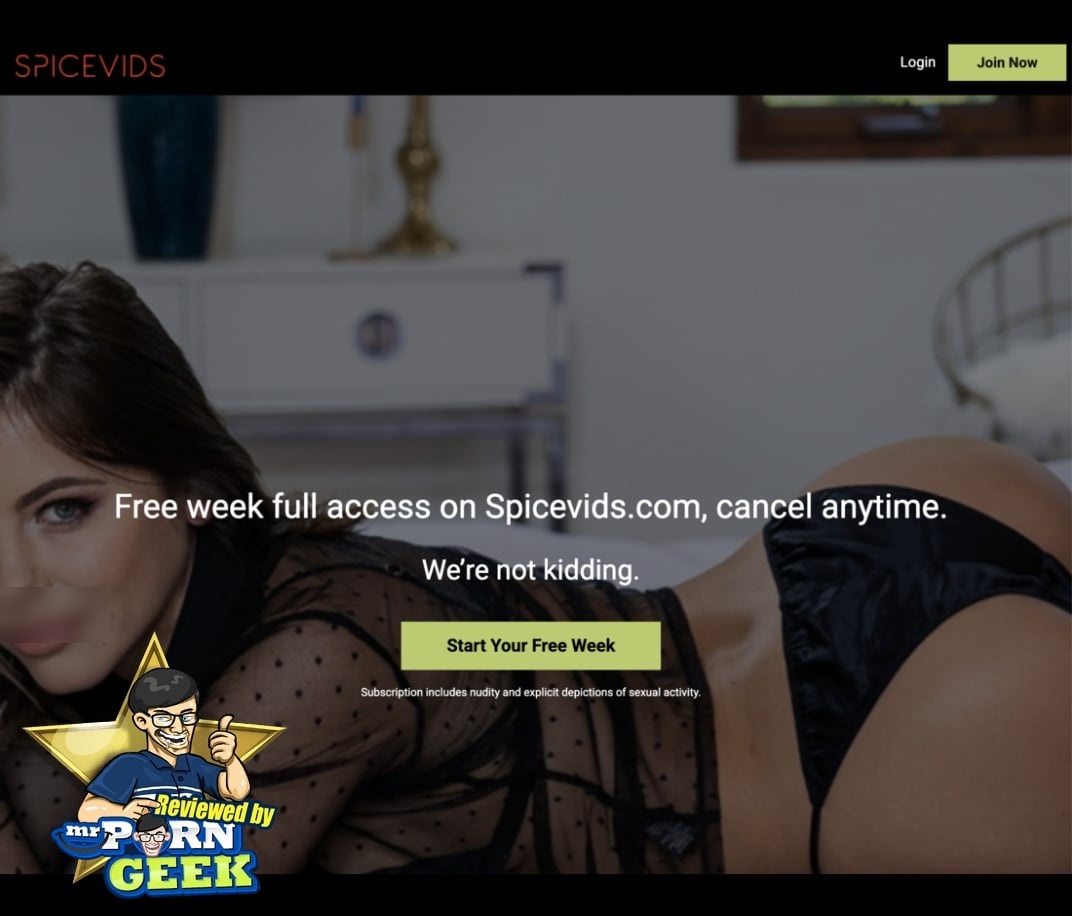 SPICEVIDS
Login
Join Now
Free week full access on Spicevids.com, cancel anytime.
We're not kidding.
Start Your Free Week
Subscription includes nudity and explicit depictions of sexual activity.
Reviewed by
mr PORN
GEEK